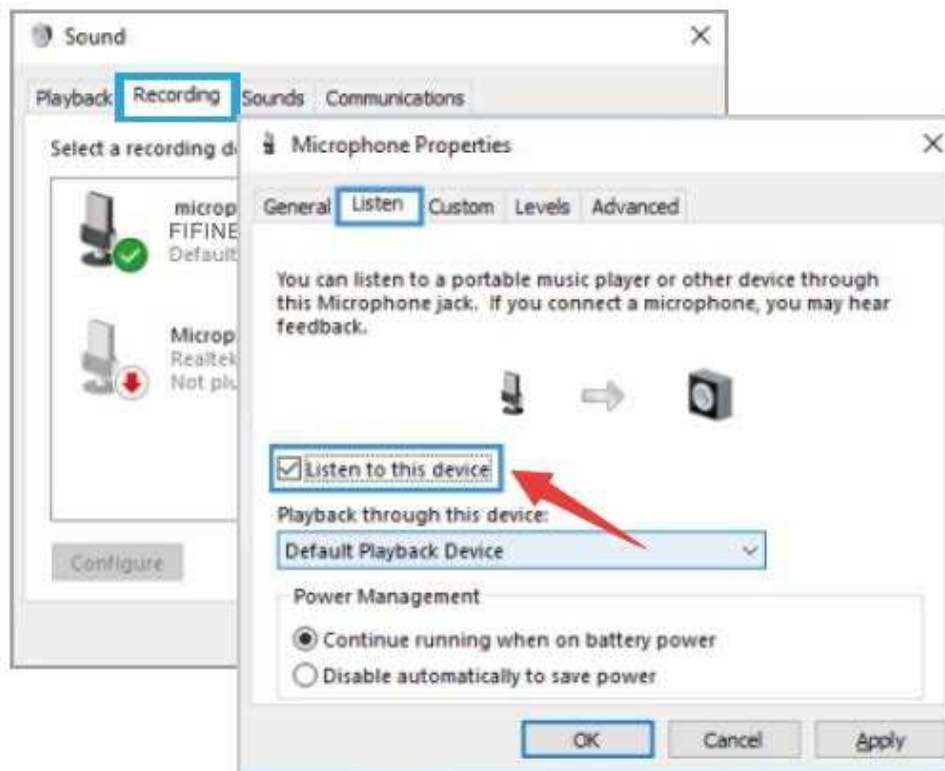 Sound
Playback Recording Sounds Communications
Select a recording d
microp
FIFINE
Default
Microp
Realtek
Not plu
Configure
Microphone Properties
General Listen Custom Levels Advanced
You can listen to a portable music player or other device through
this Microphone jack. If you connect a microphone, you may hear
feedback.
Listen to this device
Playback through this device:
Default Playback Device
Power Management
Continue running when on battery power
Disable automatically to save power
OK Cancel Apply